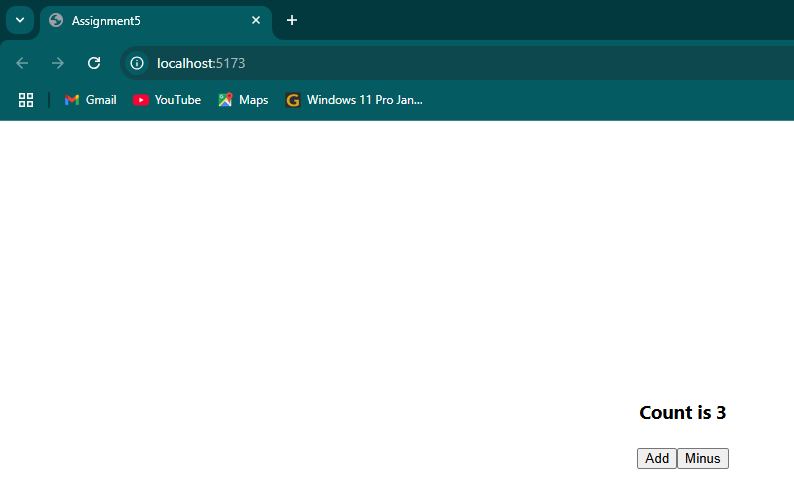 Assignment5
localhost:5173
Gmail YouTube Maps Windows 11 Pro Jan...
Count is 3
Add Minus